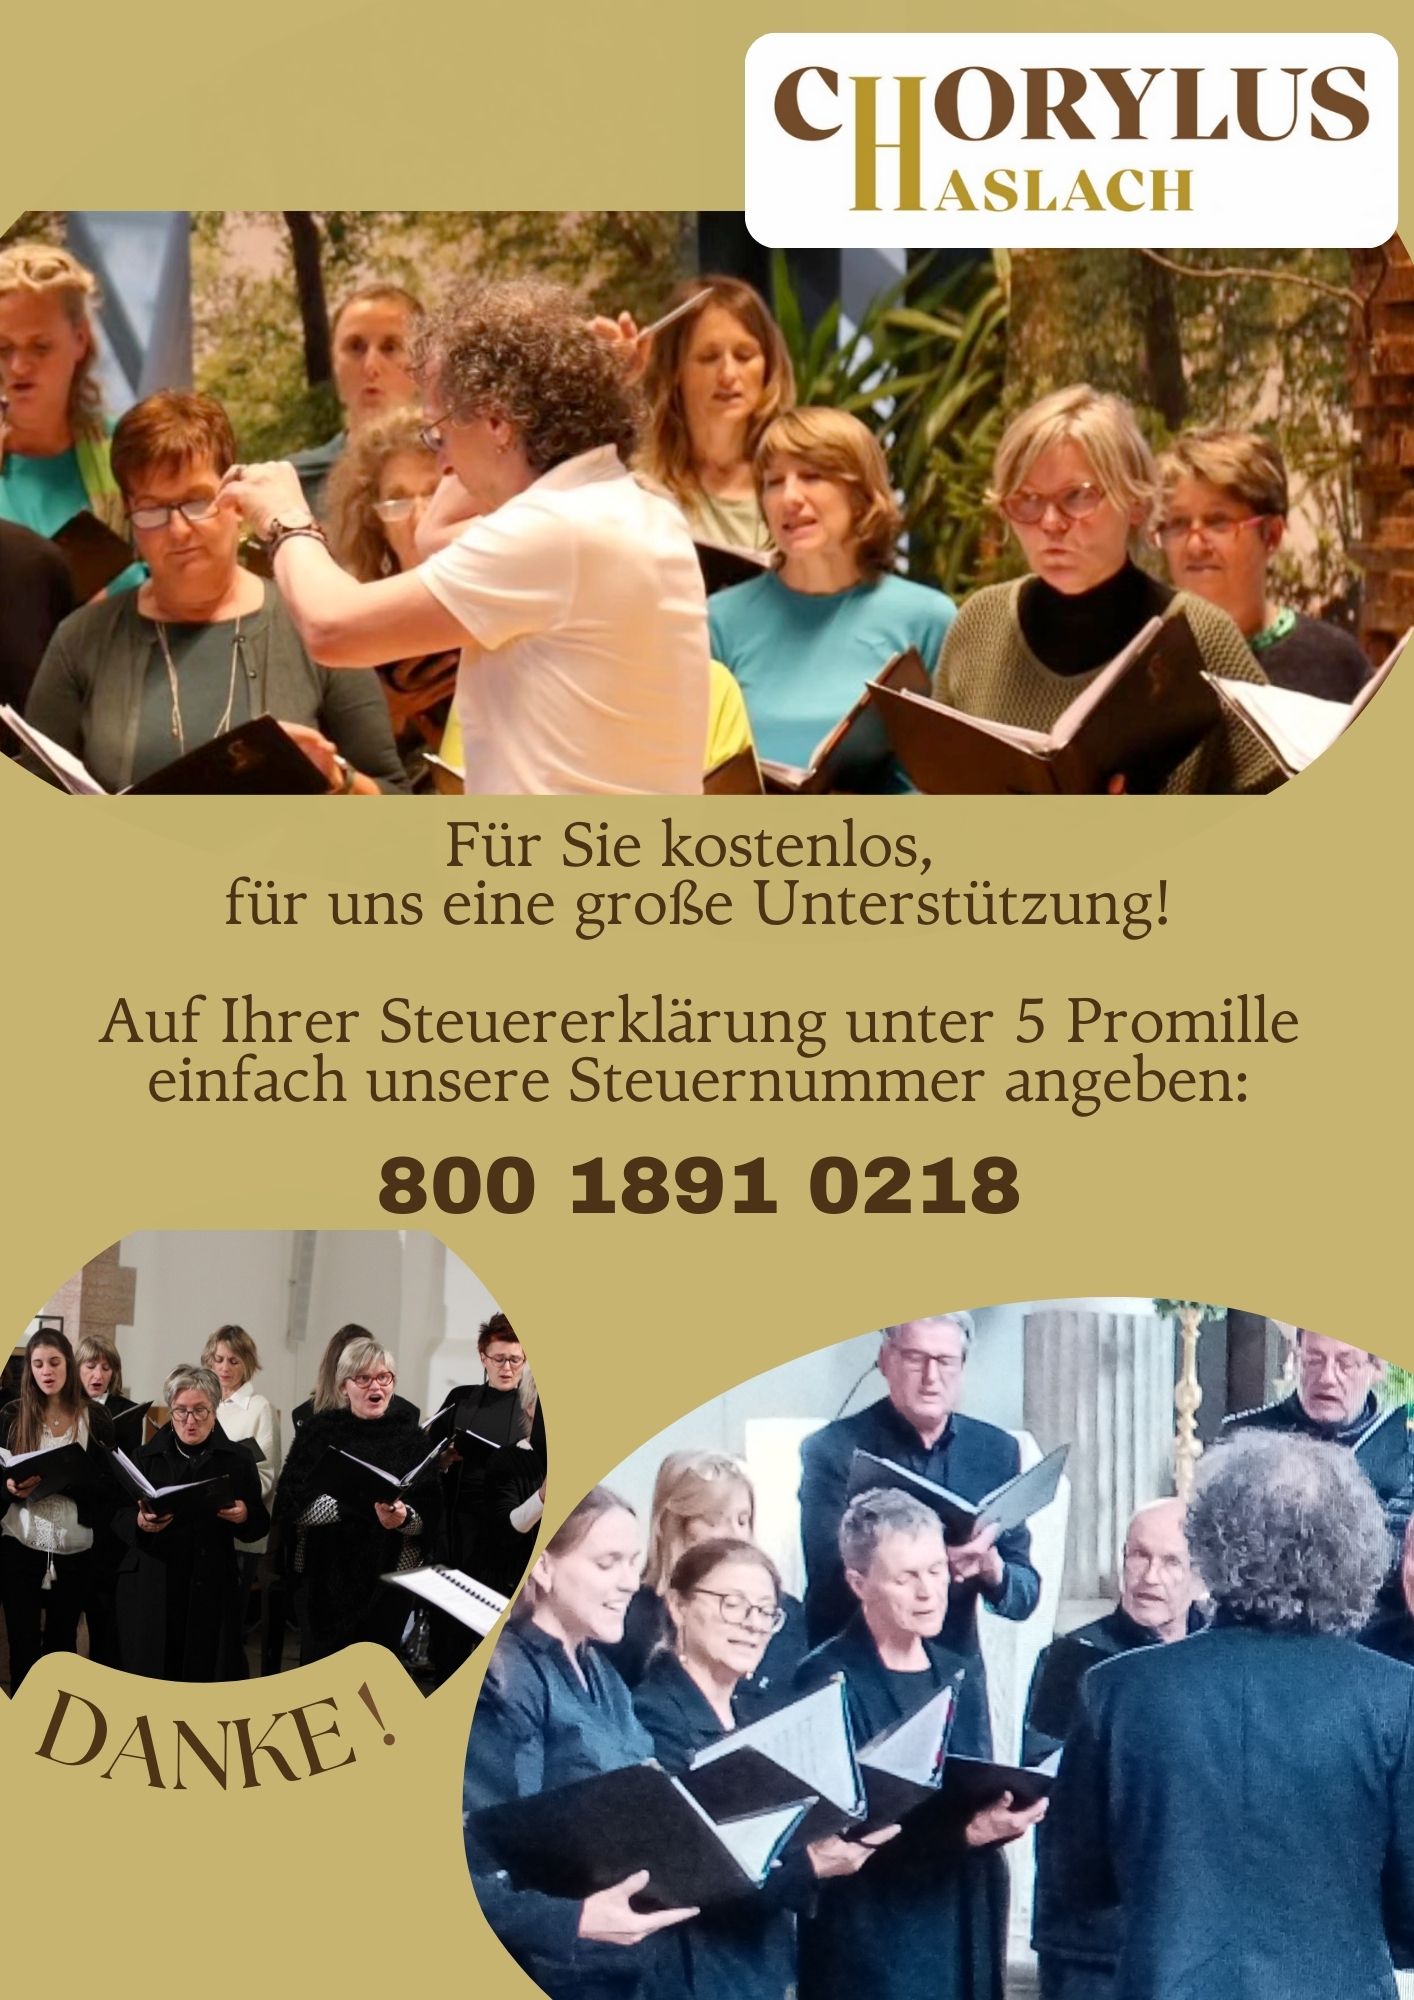 CHORYLUS
HASLACH
Für Sie kostenlos,
für uns eine große Unterstützung!
Auf Ihrer Steuererklärung unter 5 Promille
einfach unsere Steuernummer angeben:
800 1891 0218
DANKE!